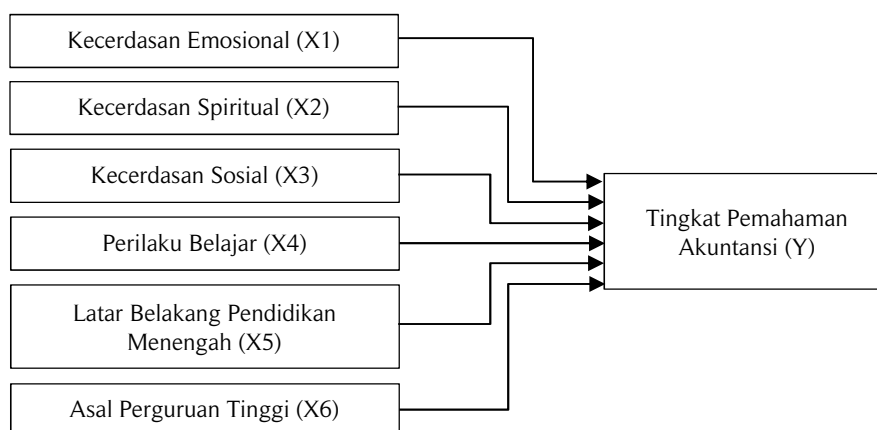 Kecerdasan Emosional (X1)
Kecerdasan Spiritual (X2)
Kecerdasan Sosial (X3)
Perilaku Belajar (X4)
Latar Belakang Pendidikan
Menengah (X5)
Asal Perguruan Tinggi (X6)
Tingkat Pemahaman
Akuntansi (Y)